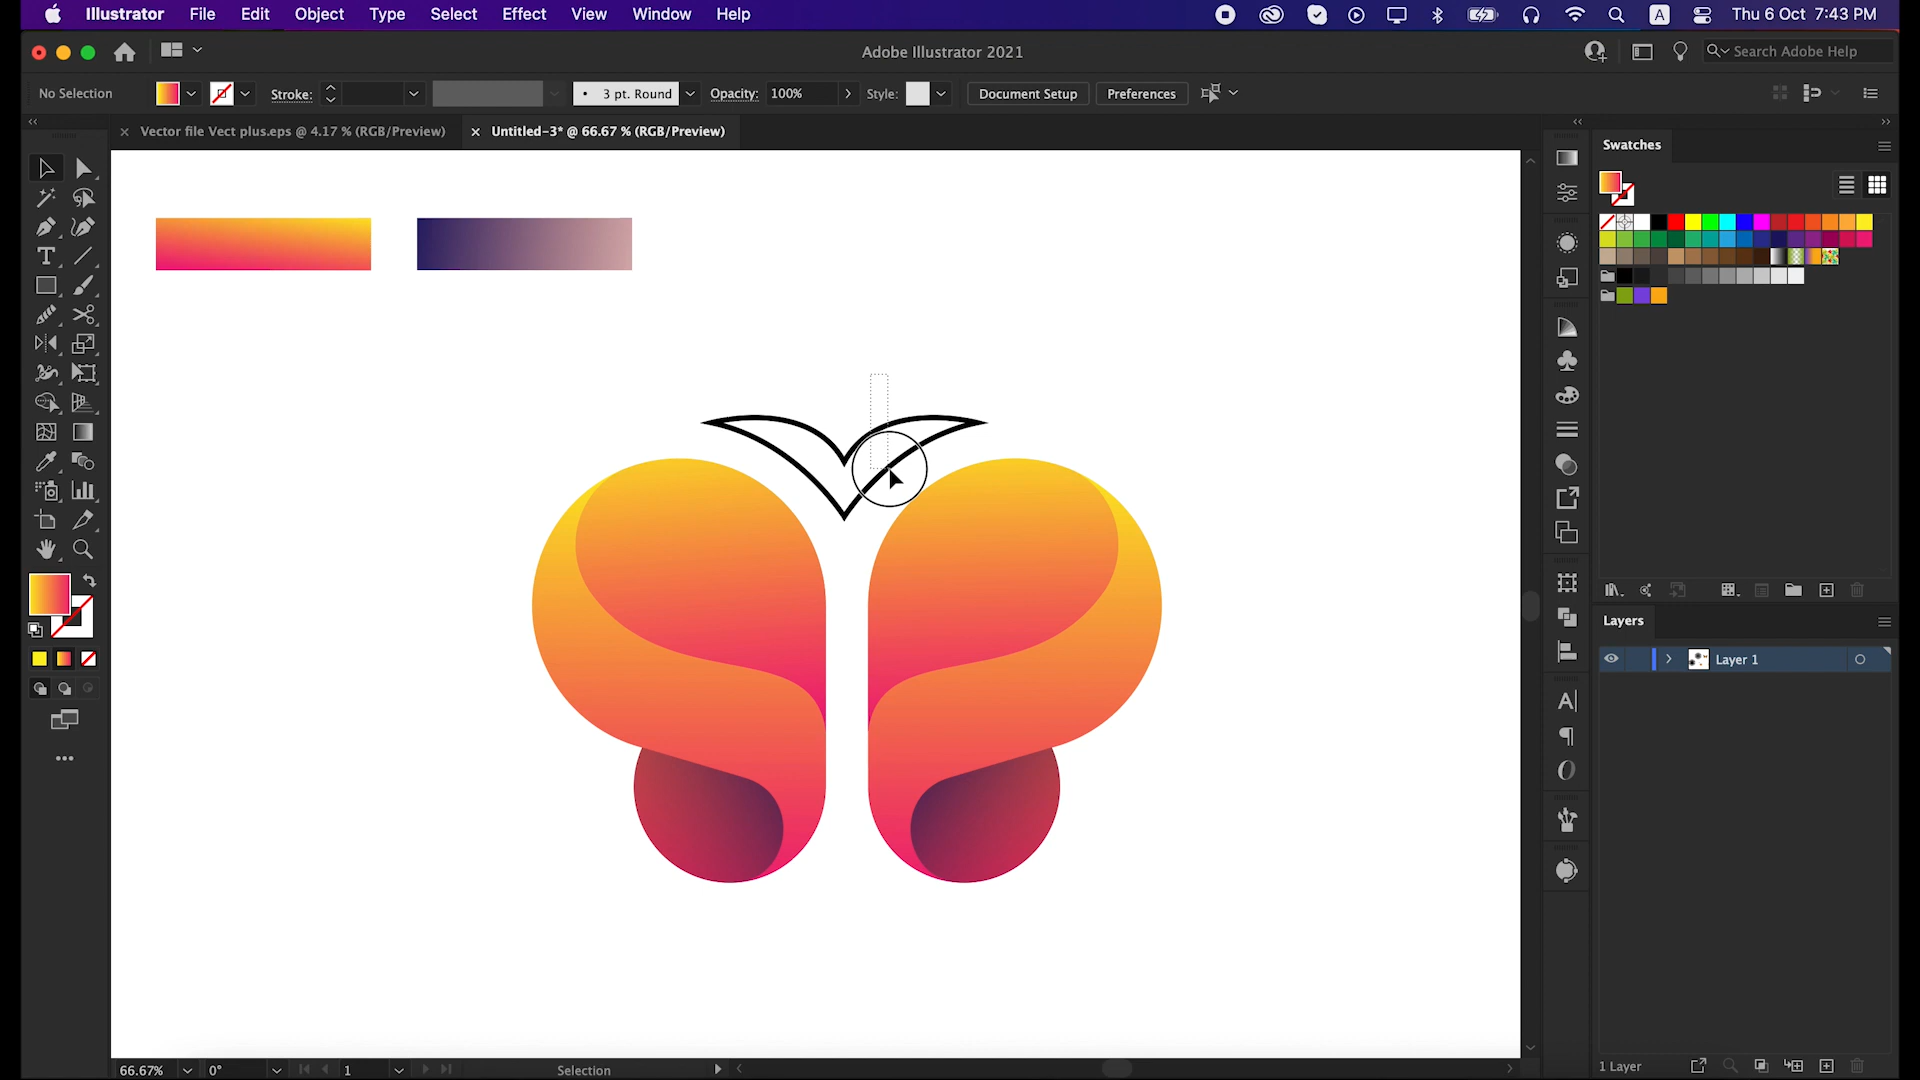 Illustrator File Edit Object Type Select Effect View Window Help A Thu 6 Oct 7:43 PM
Adobe Illustrator 2021 Search Adobe Help
No Selection Stroke: 3 pt. Round Opacity: 100% Style: Document Setup Preferences
Vector file Vect plus.eps @ 4.17 % (RGB/Preview) Untitled-3* @ 66.67 % (RGB/Preview)
Swatches
Layers
Layer 1
66.67% 0° 1 Selection
1 Layer